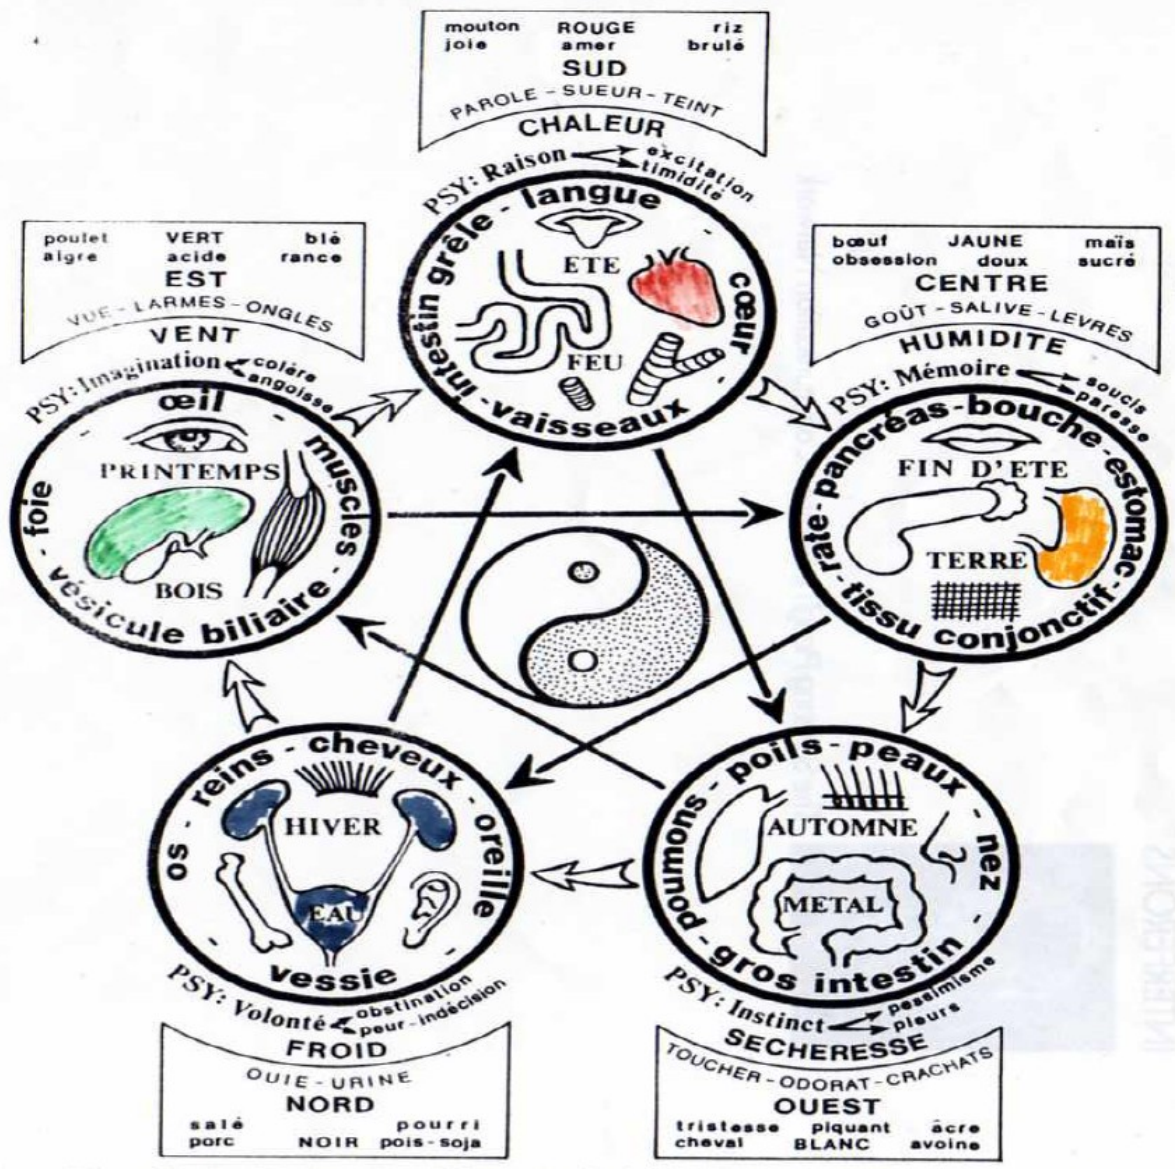 mouton ROUGE riz
joie amer brulé
SUD
PAROLE - SUEUR - TEINT
CHALEUR
PSY: Raison excitation
timidité
intestin grêle - langue - cœur - vaisseaux -
ETE
FEU
poulet VERT blé
aigre acide rance
EST
VUE - LARMES - ONGLES
VENT
PSY: Imagination colère
angoisse
- foie - œil - muscles - vésicule biliaire
PRINTEMPS
BOIS
bœuf JAUNE maïs
obsession doux sucré
CENTRE
GOÛT - SALIVE - LEVRES
HUMIDITE
PSY: Mémoire soucis
paresse
- rate - pancréas - bouche - estomac - tissu conjonctif
FIN D'ETE
TERRE
os - reins - cheveux - oreille - vessie -
HIVER
EAU
PSY: Volonté obstination
peur - indécision
FROID
OUIE - URINE
NORD
salé pourri
porc NOIR pois - soja
poumons - poils - peaux - nez - gros intestin -
AUTOMNE
METAL
PSY: Instinct pessimisme
pleurs
SECHERESSE
TOUCHER - ODORAT - CRACHATS
OUEST
tristesse piquant âcre
cheval BLANC avoine